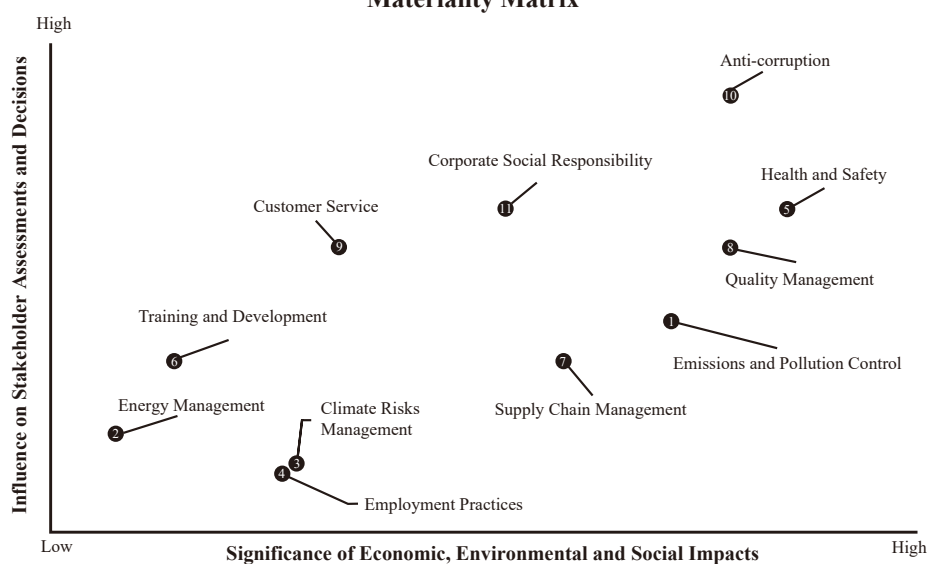 Materiality Matrix
High
Influence on Stakeholder Assessments and Decisions
Anti-corruption
10
Corporate Social Responsibility
11
Health and Safety
5
Customer Service
9
8
Quality Management
Training and Development
6
1
Emissions and Pollution Control
7
Supply Chain Management
Energy Management
2
Climate Risks
Management
3
4
Employment Practices
Low
Significance of Economic, Environmental and Social Impacts
High